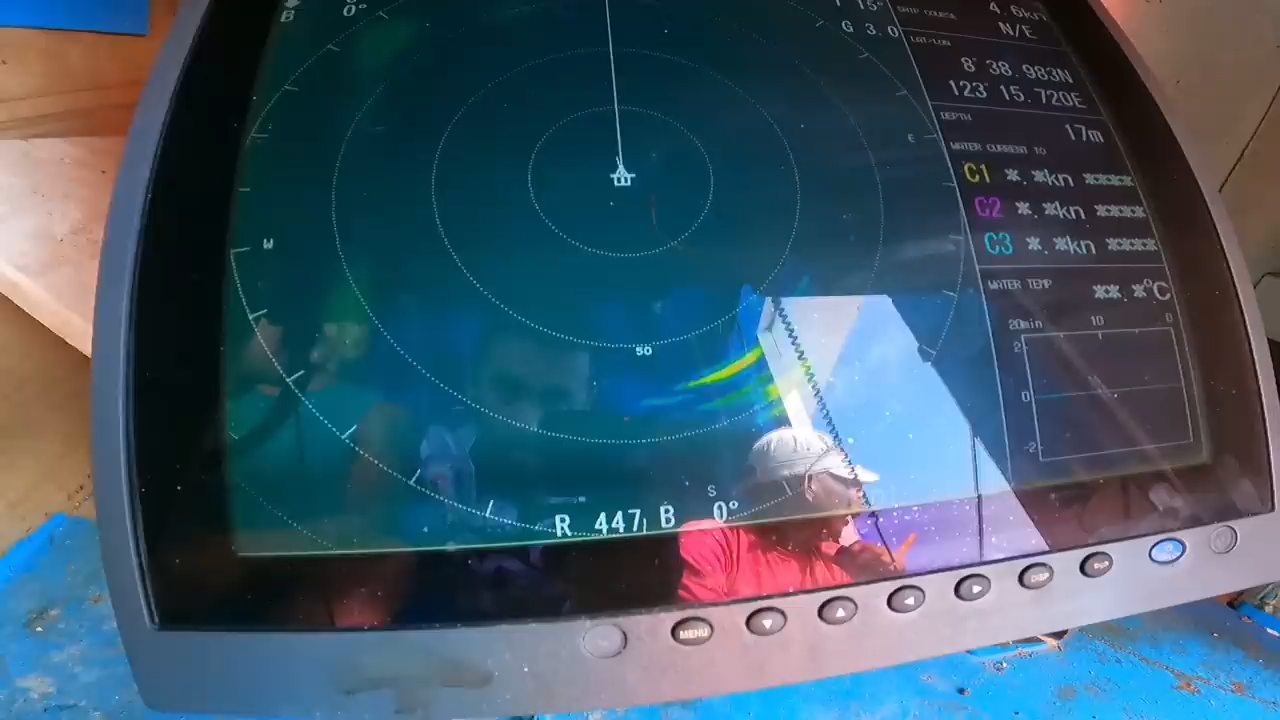 B 0°
15°
G 3.0
SHIP COURSE
4.6kn
N/E
LAT/LON
8° 38.983N
123° 15.720E
DEPTH
17m
WATER CURRENT TO
C1 *.*kn ****
C2 *.*kn ****
C3 *.*kn ****
WATER TEMP
**.*°C
20min 10 0
2
0
-2
E
W
50
S
R 447 B 0°
MENU
DISP